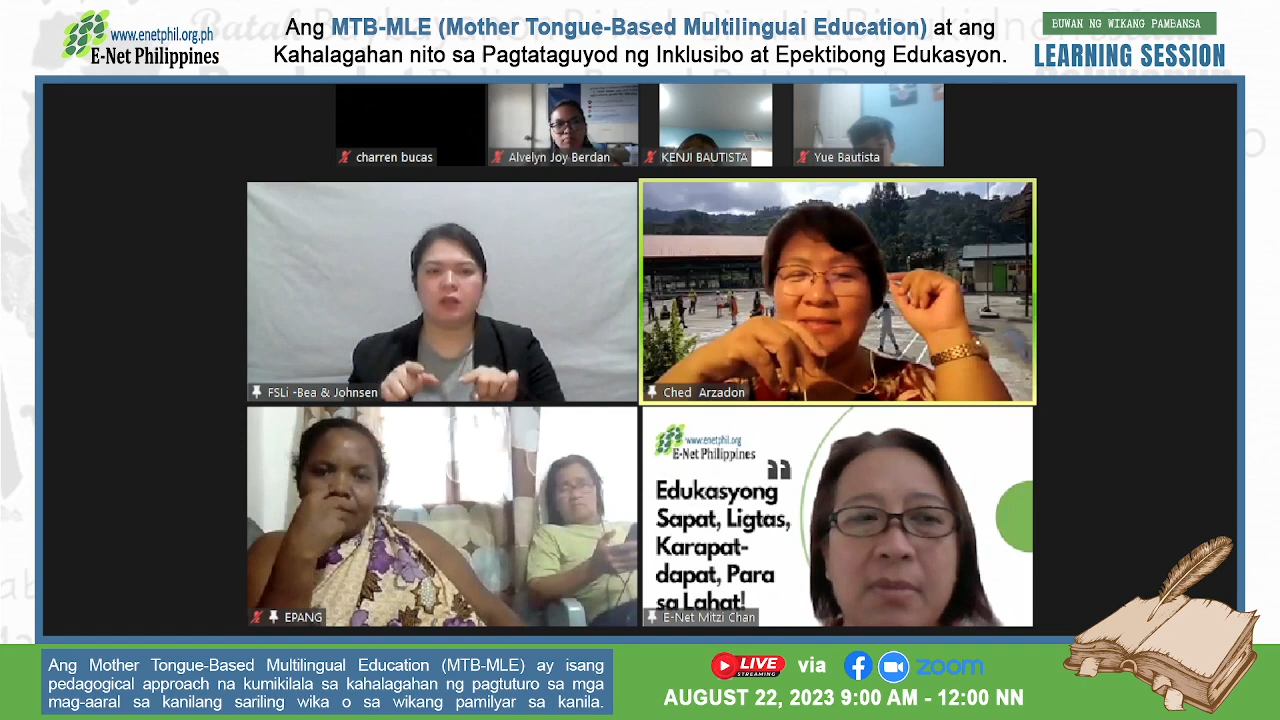 www.enetphil.org.ph
E-Net Philippines
Ang MTB-MLE (Mother Tongue-Based Multilingual Education) at ang
Kahalagahan nito sa Pagtataguyod ng Inklusibo at Epektibong Edukasyon.
BUWAN NG WIKANG PAMBANSA
LEARNING SESSION
charren bucas
Alvelyn Joy Berdan
KENJI BAUTISTA
Yue Bautista
FSLi -Bea & Johnsen
Ched Arzadon
EPANG
www.enetphil.org
E-Net Philippines
Edukasyong
Sapat, Ligtas,
Karapat-
dapat, Para
sa Lahat!
E-Net Mitzi Chan
Ang Mother Tongue-Based Multilingual Education (MTB-MLE) ay isang
pedagogical approach na kumikilala sa kahalagahan ng pagtuturo sa mga
mag-aaral sa kanilang sariling wika o sa wikang pamilyar sa kanila.
LIVE
STREAMING
via
zoom
AUGUST 22, 2023 9:00 AM - 12:00 NN